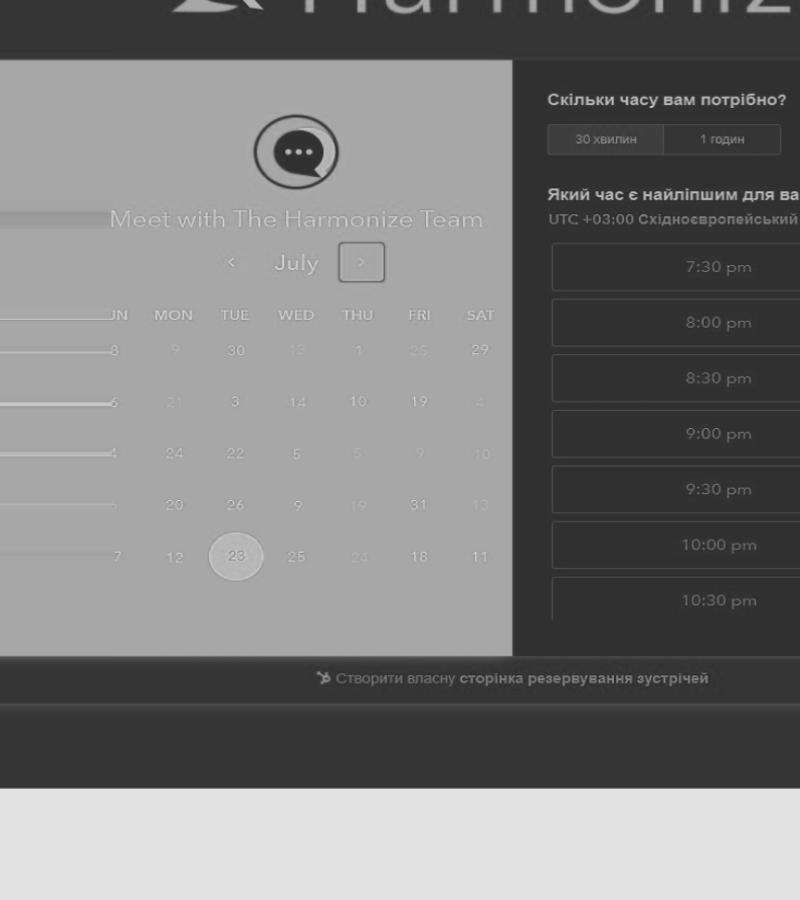 Harmoniz
Meet with The Harmonize Team
‹ July ›
UN MON TUE WED THU FRI SAT
8 9 30 13 1 25 29
6 21 3 14 10 19 4
4 24 22 5 5 9 10
20 26 9 19 31 13
7 12 23 25 24 18 11
Скільки часу вам потрібно?
30 хвилин 1 годин
Який час є найліпшим для ва
UTC +03:00 Східноєвропейський
7:30 pm
8:00 pm
8:30 pm
9:00 pm
9:30 pm
10:00 pm
10:30 pm
Створити власну сторінка резервування зустрічей